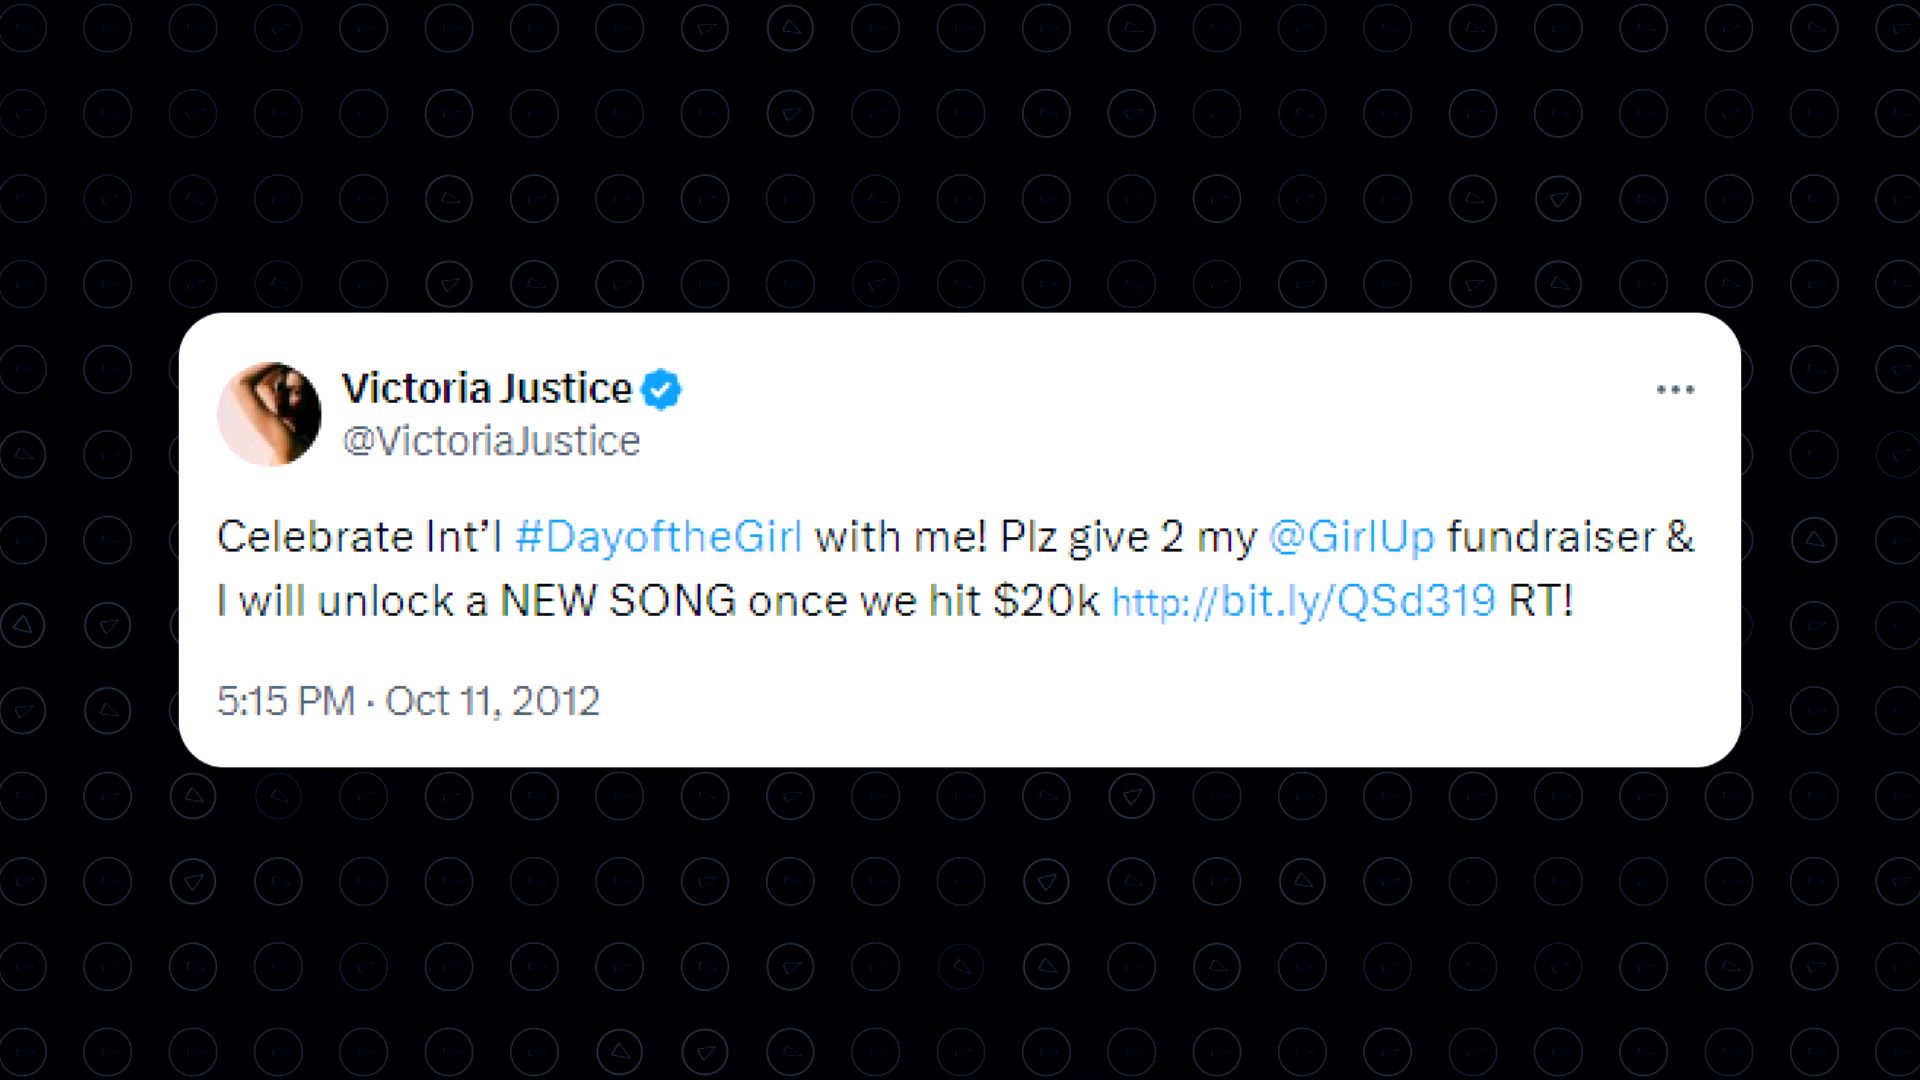 Victoria Justice
@VictoriaJustice
Celebrate Int’l #DayoftheGirl with me! Plz give 2 my @GirlUp fundraiser &
I will unlock a NEW SONG once we hit $20k http://bit.ly/QSd319 RT!
5:15 PM · Oct 11, 2012